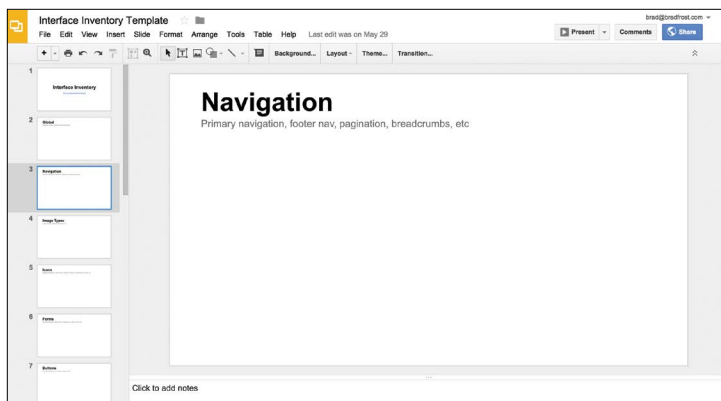 Interface Inventory Template
brad@bradfrost.com
File Edit View Insert Slide Format Arrange Tools Table Help Last edit was on May 29
Present Comments Share
Background... Layout Theme... Transition...
1
Interface Inventory
2
Global
3
Navigation
4
Image Types
5
Icons
6
Forms
7
Buttons
Navigation
Primary navigation, footer nav, pagination, breadcrumbs, etc
Click to add notes